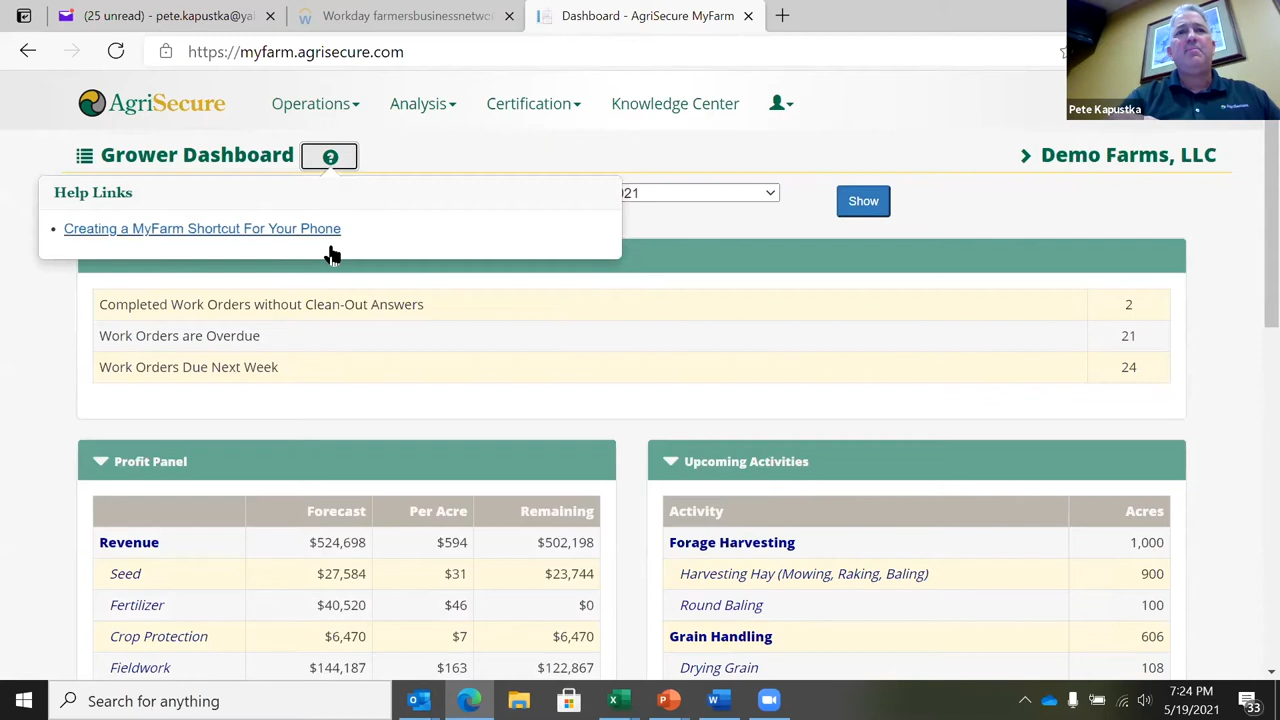 (25 unread) - pete.kapustka@yal
Workday farmersbusinessnetwor
Dashboard - AgriSecure MyFarm
https://myfarm.agrisecure.com
Pete Kapustka
AgriSecure
Operations
Analysis
Certification
Knowledge Center
Grower Dashboard
Demo Farms, LLC
Help Links
Creating a MyFarm Shortcut For Your Phone
Show
Completed Work Orders without Clean-Out Answers 2
Work Orders are Overdue 21
Work Orders Due Next Week 24
Profit Panel
Forecast Per Acre Remaining
Revenue $524,698 $594 $502,198
Seed $27,584 $31 $23,744
Fertilizer $40,520 $46 $0
Crop Protection $6,470 $7 $6,470
Fieldwork $144,187 $163 $122,867
Upcoming Activities
Activity Acres
Forage Harvesting 1,000
Harvesting Hay (Mowing, Raking, Baling) 900
Round Baling 100
Grain Handling 606
Drying Grain 108
Search for anything
7:24 PM
5/19/2021
33